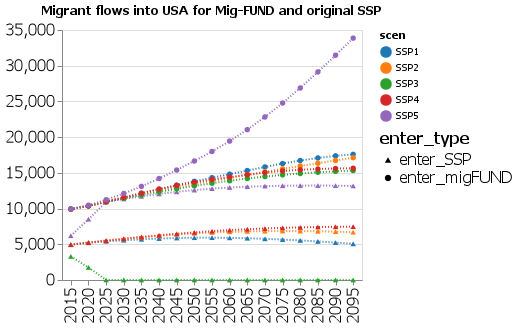 Migrant flows into USA for Mig-FUND and original SSP
35,000
30,000
25,000
20,000
15,000
10,000
5,000
0
2015
2020
2025
2030
2035
2040
2045
2050
2055
2060
2065
2070
2075
2080
2085
2090
2095
scen
SSP1
SSP2
SSP3
SSP4
SSP5
enter_type
enter_SSP
enter_migFUND